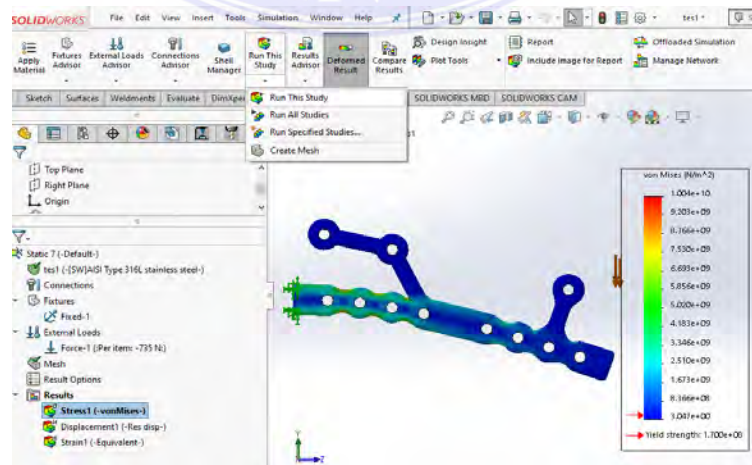 SOLIDWORKS File Edit View Insert Tools Simulation Window Help tes1
Apply Material
Fixtures Advisor
External Loads Advisor
Connections Advisor
Shell Manager
Run This Study
Results Advisor
Deformed Result
Compare Results
Design Insight
Plot Tools
Report
Include Image for Report
Offloaded Simulation
Manage Network
Sketch Surfaces Weldments Evaluate DimXper SOLIDWORKS MBD SOLIDWORKS CAM
Run This Study
Run All Studies
Run Specified Studies...
Create Mesh
Top Plane
Right Plane
Origin
Static 7 (-Default-)
tes1 (-[SW]AISI Type 316L stainless steel-)
Connections
Fixtures
Fixed-1
External Loads
Force-1 (:Per item: -735 N:)
Mesh
Result Options
Results
Stress1 (-vonMises-)
Displacement1 (-Res disp-)
Strain1 (-Equivalent-)
von Mises (N/m^2)
1.004e+10
9.203e+09
8.366e+09
7.530e+09
6.693e+09
5.856e+09
5.020e+09
4.183e+09
3.346e+09
2.510e+09
1.673e+09
8.366e+08
3.047e+00
Yield strength: 1.700e+08
Y
Z